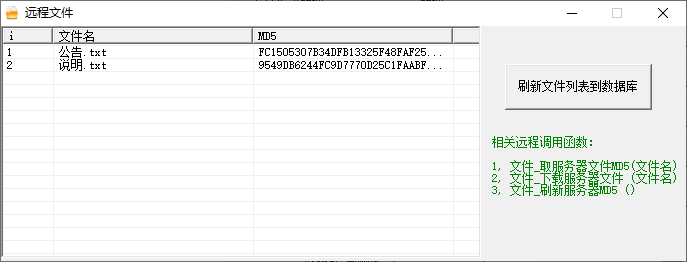 远程文件
i 文件名 MD5
1 公告.txt FC1505307B34DFB13325F48FAF25...
2 说明.txt 9549DB6244FC9D7770D25C1FAABF...
刷新文件列表到数据库
相关远程调用函数:
1, 文件_取服务器文件MD5(文件名)
2, 文件_下载服务器文件 (文件名)
3, 文件_刷新服务器MD5 ()